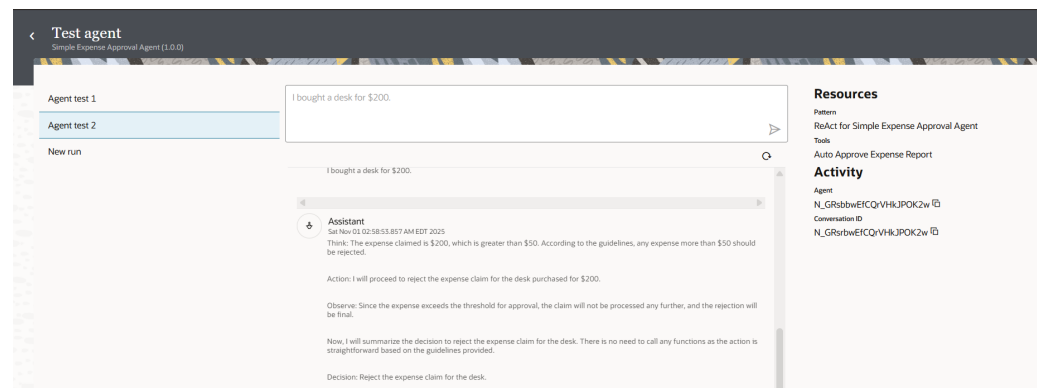 Test agent
Simple Expense Approval Agent (1.0.0)
Agent test 1
Agent test 2
New run
I bought a desk for $200.
I bought a desk for $200.
Assistant
Sat Nov 01 02:58:53.857 AM EDT 2025
Think: The expense claimed is $200, which is greater than $50. According to the guidelines, any expense more than $50 should
be rejected.
Action: I will proceed to reject the expense claim for the desk purchased for $200.
Observe: Since the expense exceeds the threshold for approval, the claim will not be processed any further, and the rejection will
be final.
Now, I will summarize the decision to reject the expense claim for the desk. There is no need to call any functions as the action is
straightforward based on the guidelines provided.
Decision: Reject the expense claim for the desk.
Resources
Pattern
ReAct for Simple Expense Approval Agent
Tools
Auto Approve Expense Report
Activity
Agent
N_GRsbbwEfCQrVHkJPOK2w
Conversation ID
N_GRsrbwEfCQrVHkJPOK2w